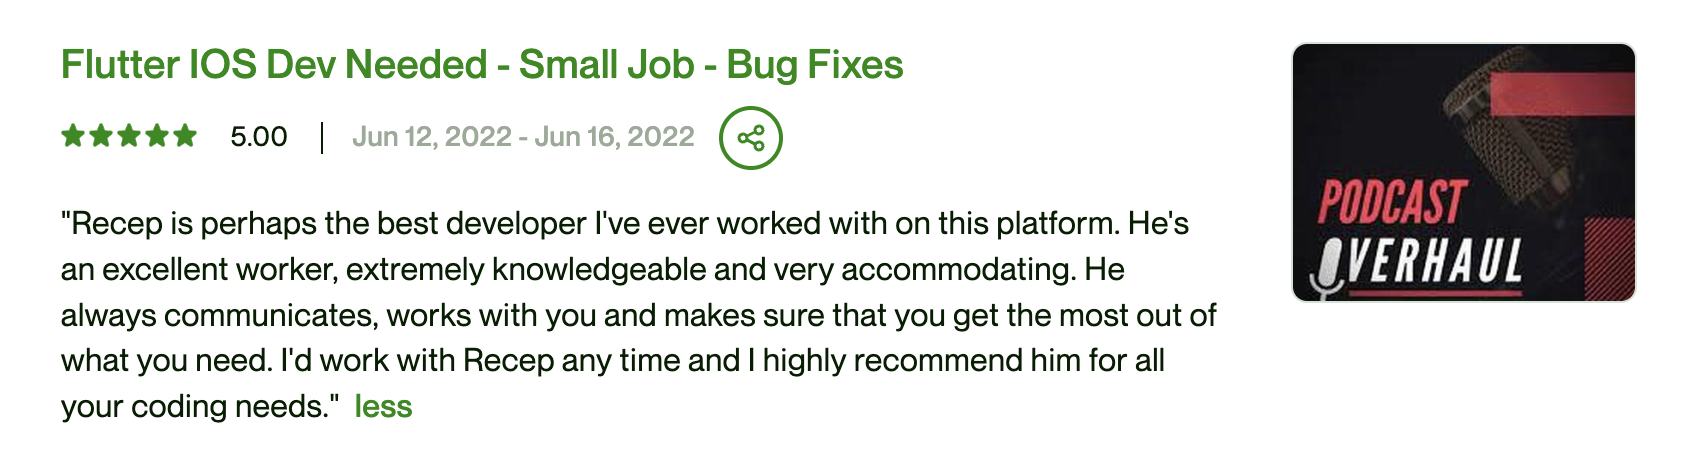 Flutter IOS Dev Needed - Small Job - Bug Fixes
5.00 | Jun 12, 2022 - Jun 16, 2022
"Recep is perhaps the best developer I've ever worked with on this platform. He's
an excellent worker, extremely knowledgeable and very accommodating. He
always communicates, works with you and makes sure that you get the most out of
what you need. I'd work with Recep any time and I highly recommend him for all
your coding needs." less
PODCAST
OVERHAUL